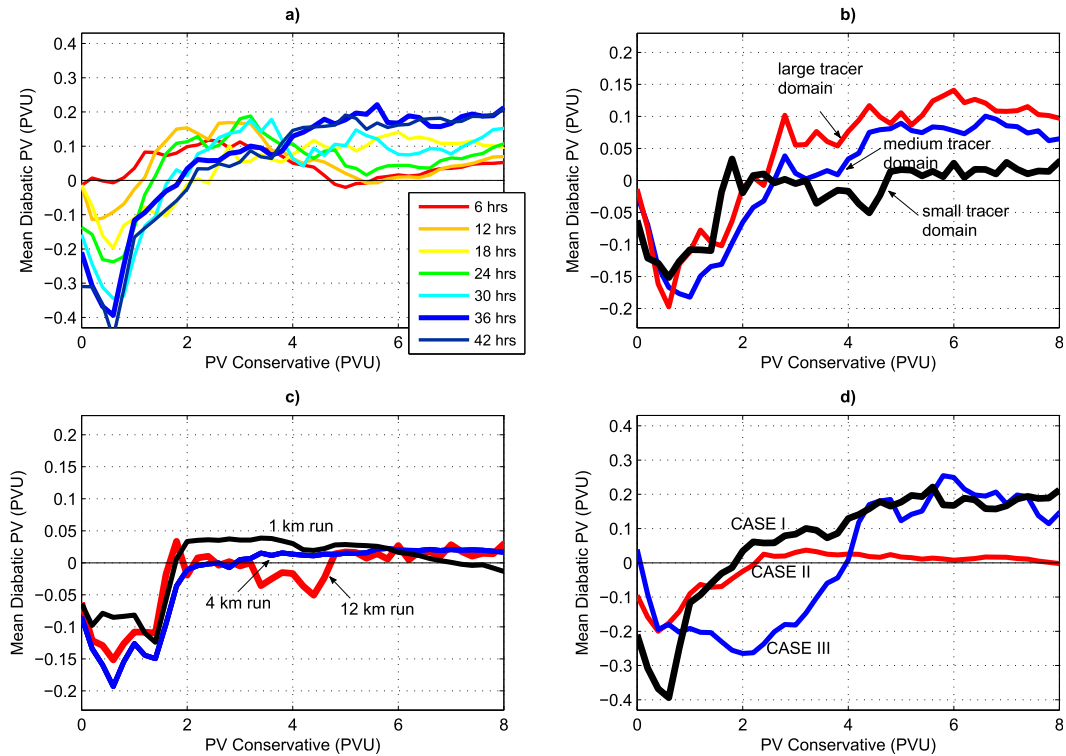 a)
0.4
0.3
0.2
0.1
0
−0.1
−0.2
−0.3
−0.4
Mean Diabatic PV (PVU)
0 2 4 6 8
PV Conservative (PVU)
6 hrs
12 hrs
18 hrs
24 hrs
30 hrs
36 hrs
42 hrs
b)
0.2
0.15
0.1
0.05
0
−0.05
−0.1
−0.15
−0.2
Mean Diabatic PV (PVU)
large tracer
domain
medium tracer
domain
small tracer
domain
0 2 4 6 8
PV Conservative (PVU)
c)
0.2
0.15
0.1
0.05
0
−0.05
−0.1
−0.15
−0.2
Mean Diabatic PV (PVU)
1 km run
4 km run
12 km run
0 2 4 6 8
PV Conservative (PVU)
d)
0.4
0.3
0.2
0.1
0
−0.1
−0.2
−0.3
−0.4
Mean Diabatic PV (PVU)
CASE I
CASE II
CASE III
0 2 4 6 8
PV Conservative (PVU)